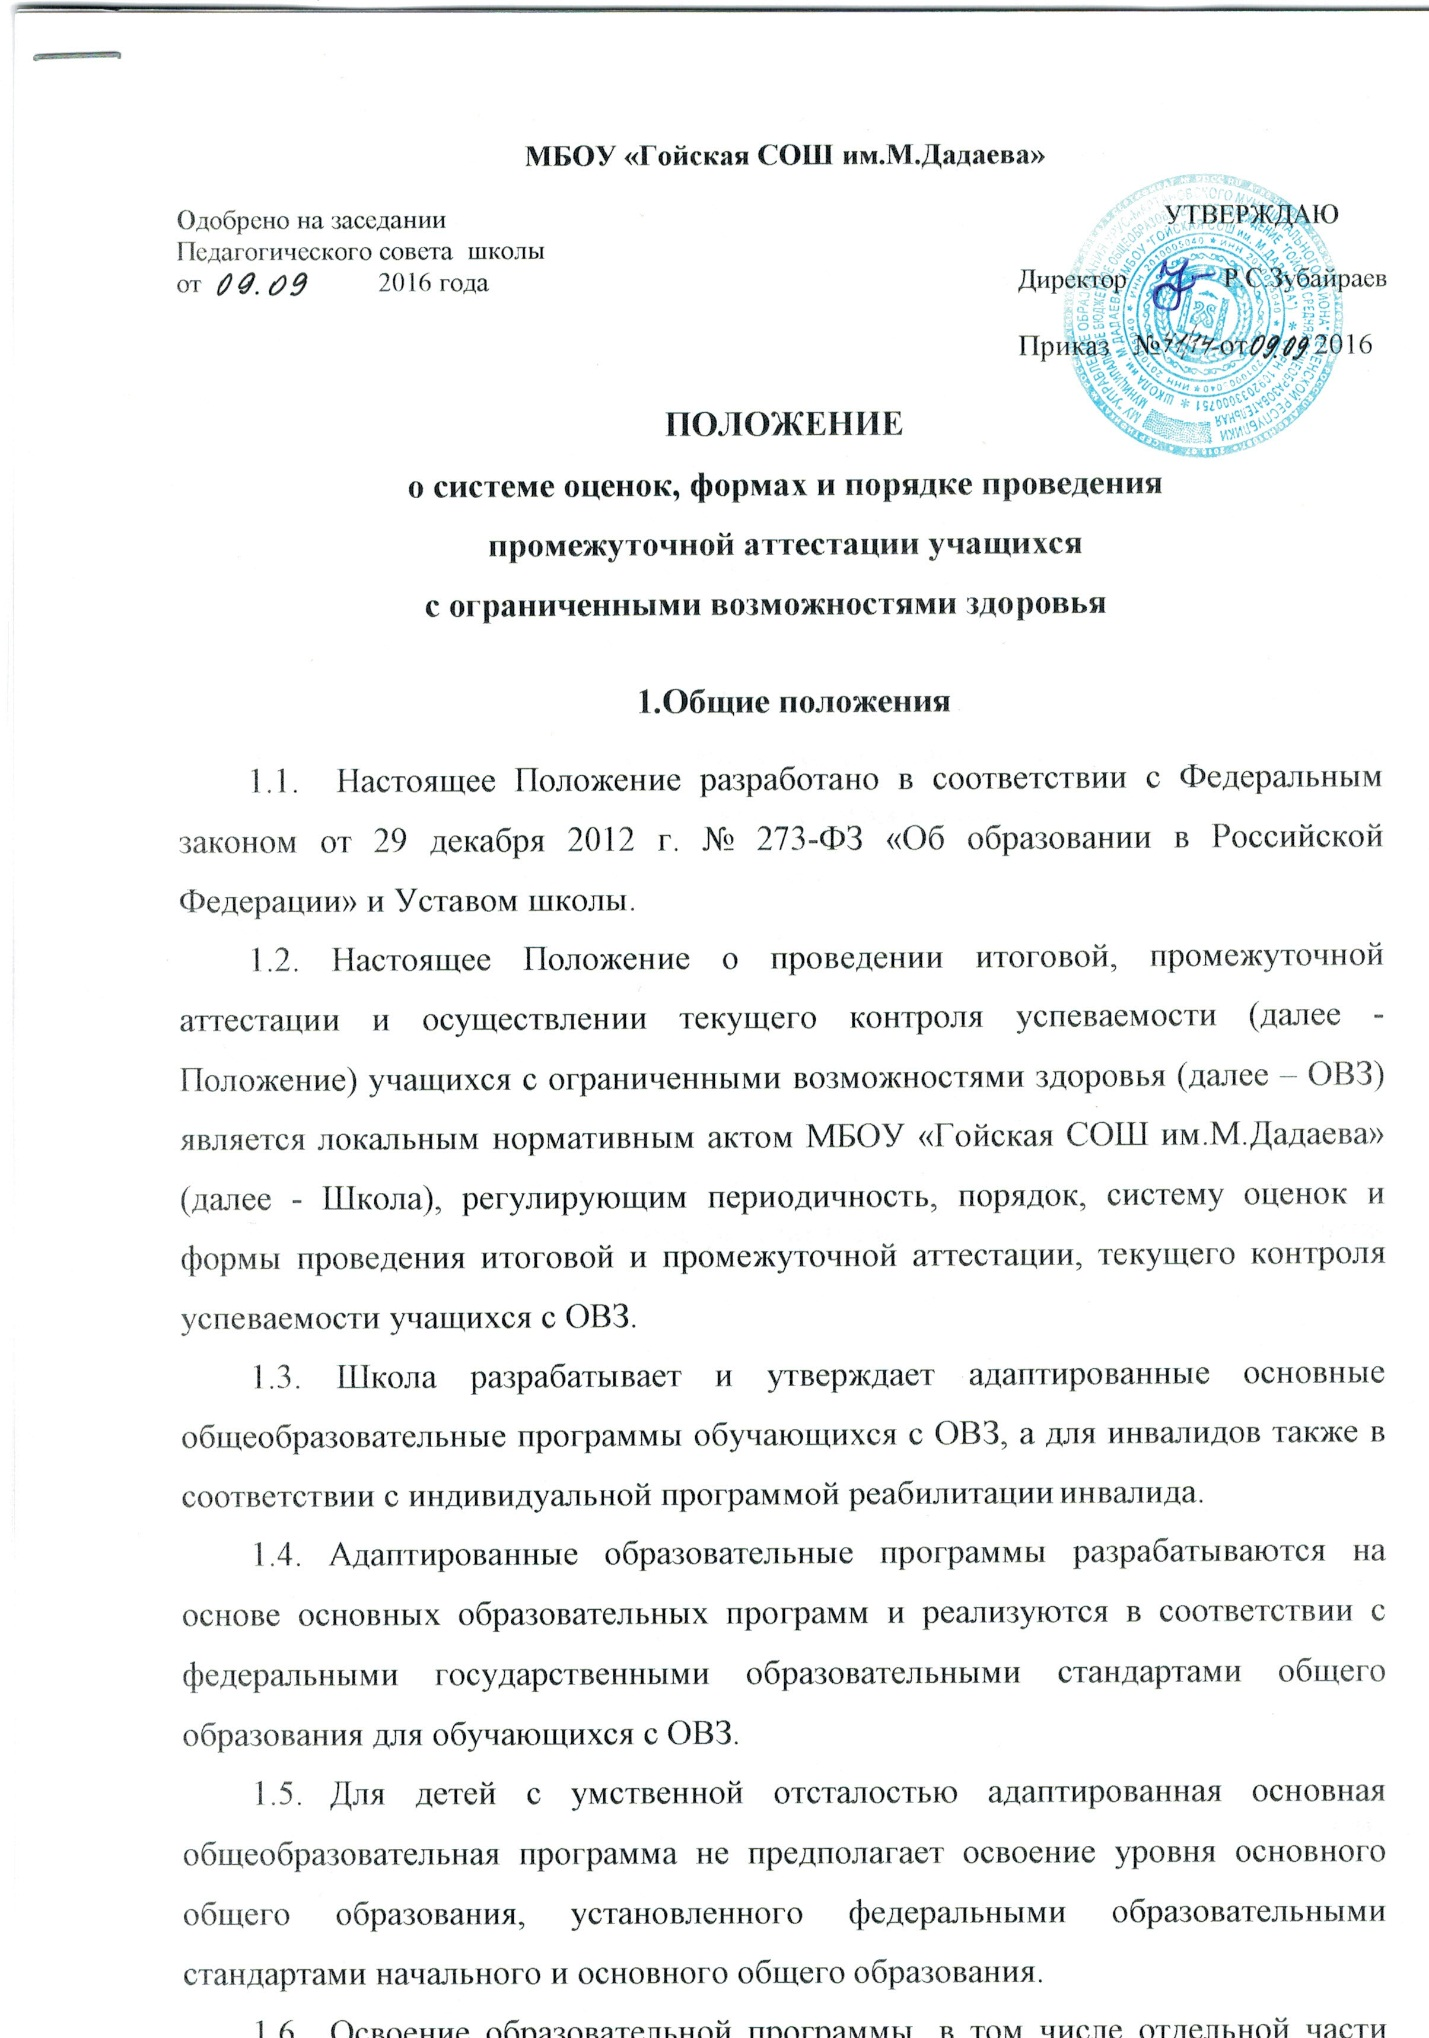 МБОУ «Гойская СОШ им.М.Дадаева»
Одобрено на заседании
Педагогического совета школы
от 09.09 2016 года
УТВЕРЖДАЮ
Директор Р.С.Зубайраев
Приказ № от 09.09 2016
ПОЛОЖЕНИЕ
о системе оценок, формах и порядке проведения
промежуточной аттестации учащихся
с ограниченными возможностями здоровья
1.Общие положения
1.1. Настоящее Положение разработано в соответствии с Федеральным
законом от 29 декабря 2012 г. № 273-ФЗ «Об образовании в Российской
Федерации» и Уставом школы.
1.2. Настоящее Положение о проведении итоговой, промежуточной
аттестации и осуществлении текущего контроля успеваемости (далее -
Положение) учащихся с ограниченными возможностями здоровья (далее – ОВЗ)
является локальным нормативным актом МБОУ «Гойская СОШ им.М.Дадаева»
(далее - Школа), регулирующим периодичность, порядок, систему оценок и
формы проведения итоговой и промежуточной аттестации, текущего контроля
успеваемости учащихся с ОВЗ.
1.3. Школа разрабатывает и утверждает адаптированные основные
общеобразовательные программы обучающихся с ОВЗ, а для инвалидов также в
соответствии с индивидуальной программой реабилитации инвалида.
1.4. Адаптированные образовательные программы разрабатываются на
основе основных образовательных программ и реализуются в соответствии с
федеральными государственными образовательными стандартами общего
образования для обучающихся с ОВЗ.
1.5. Для детей с умственной отсталостью адаптированная основная
общеобразовательная программа не предполагает освоение уровня основного
общего образования, установленного федеральными образовательными
стандартами начального и основного общего образования.
1.6. Освоение образовательной программы, в том числе отдельной части